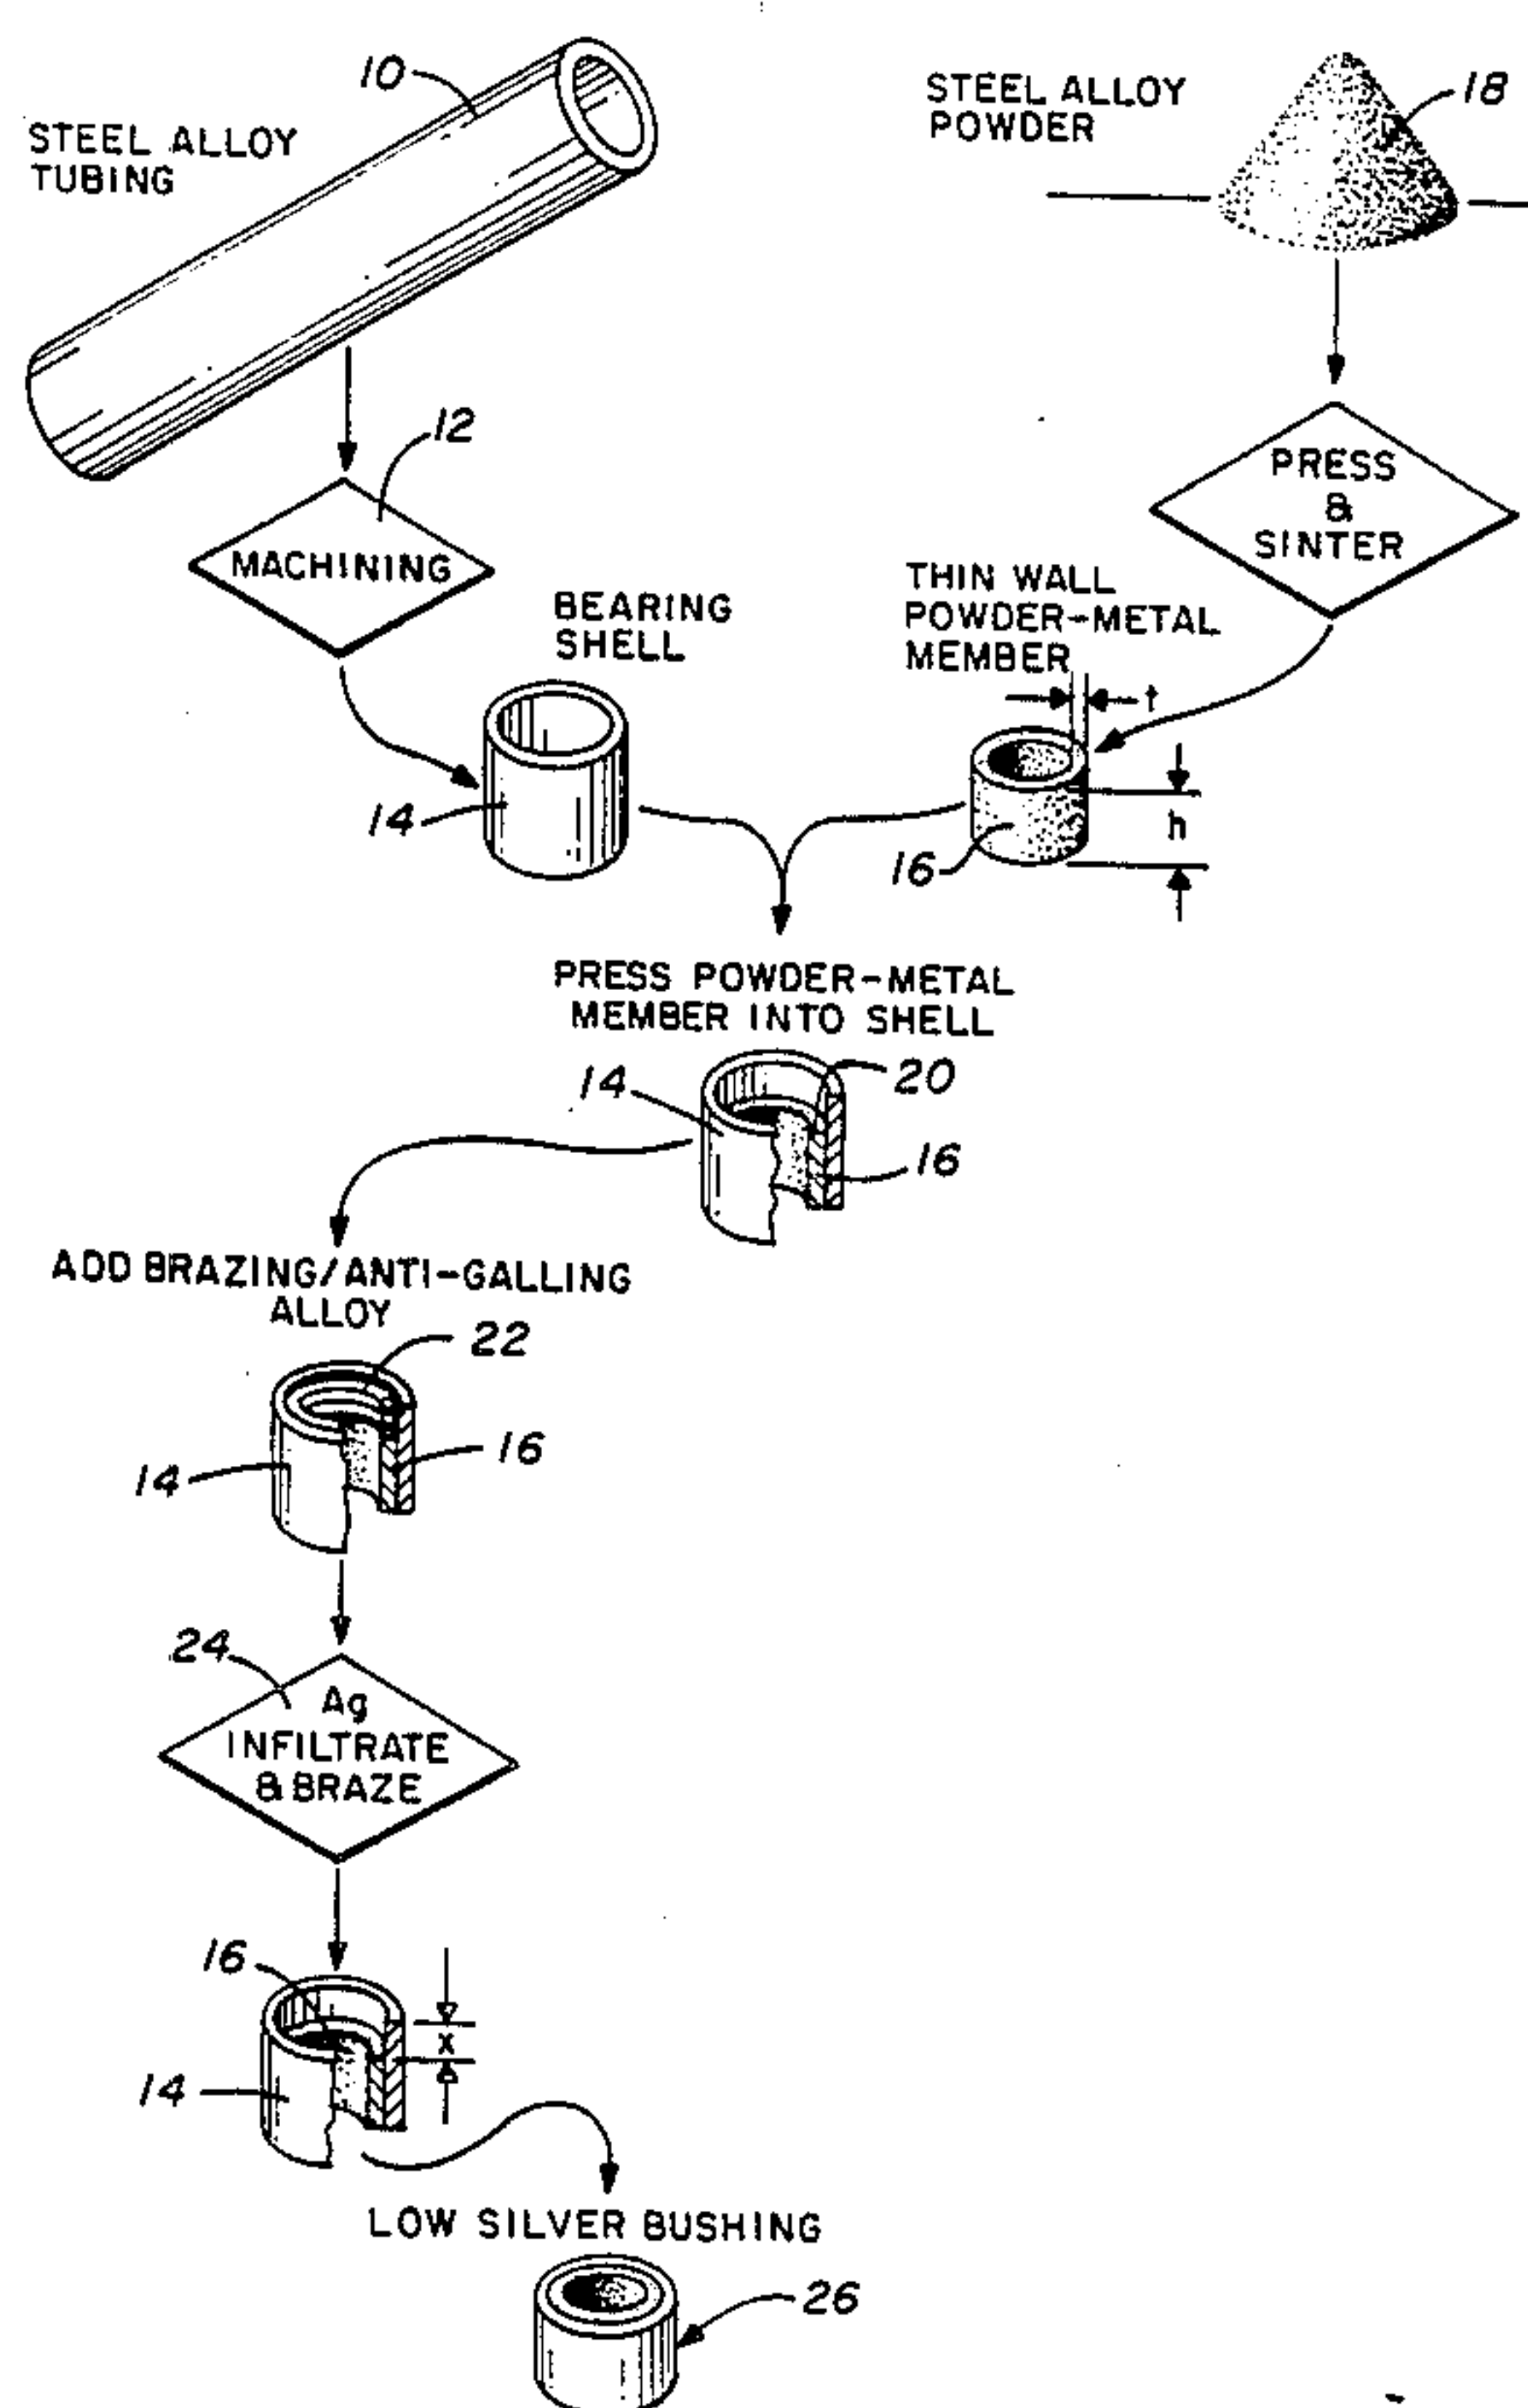 10
STEEL ALLOY
TUBING
STEEL ALLOY
POWDER
18
12
MACHINING
PRESS
&
SINTER
BEARING
SHELL
THIN WALL
POWDER-METAL
MEMBER
t
14
16
h
PRESS POWDER-METAL
MEMBER INTO SHELL
14
20
16
ADD BRAZING/ANTI-GALLING
ALLOY
22
14
16
24
Ag
INFILTRATE
& BRAZE
16
x
14
LOW SILVER BUSHING
26